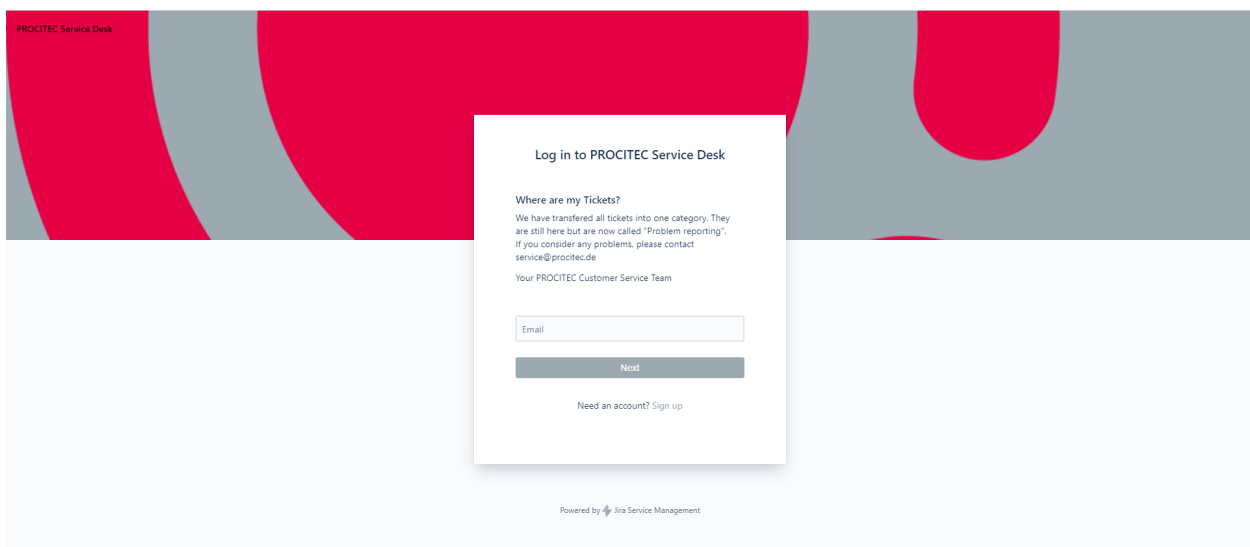 PROCITEC Service Desk
Log in to PROCITEC Service Desk
Where are my Tickets?
We have transfered all tickets into one category. They
are still here but are now called "Problem reporting".
If you consider any problems, please contact
service@procitec.de
Your PROCITEC Customer Service Team
Email
Next
Need an account? Sign up
Powered by Jira Service Management